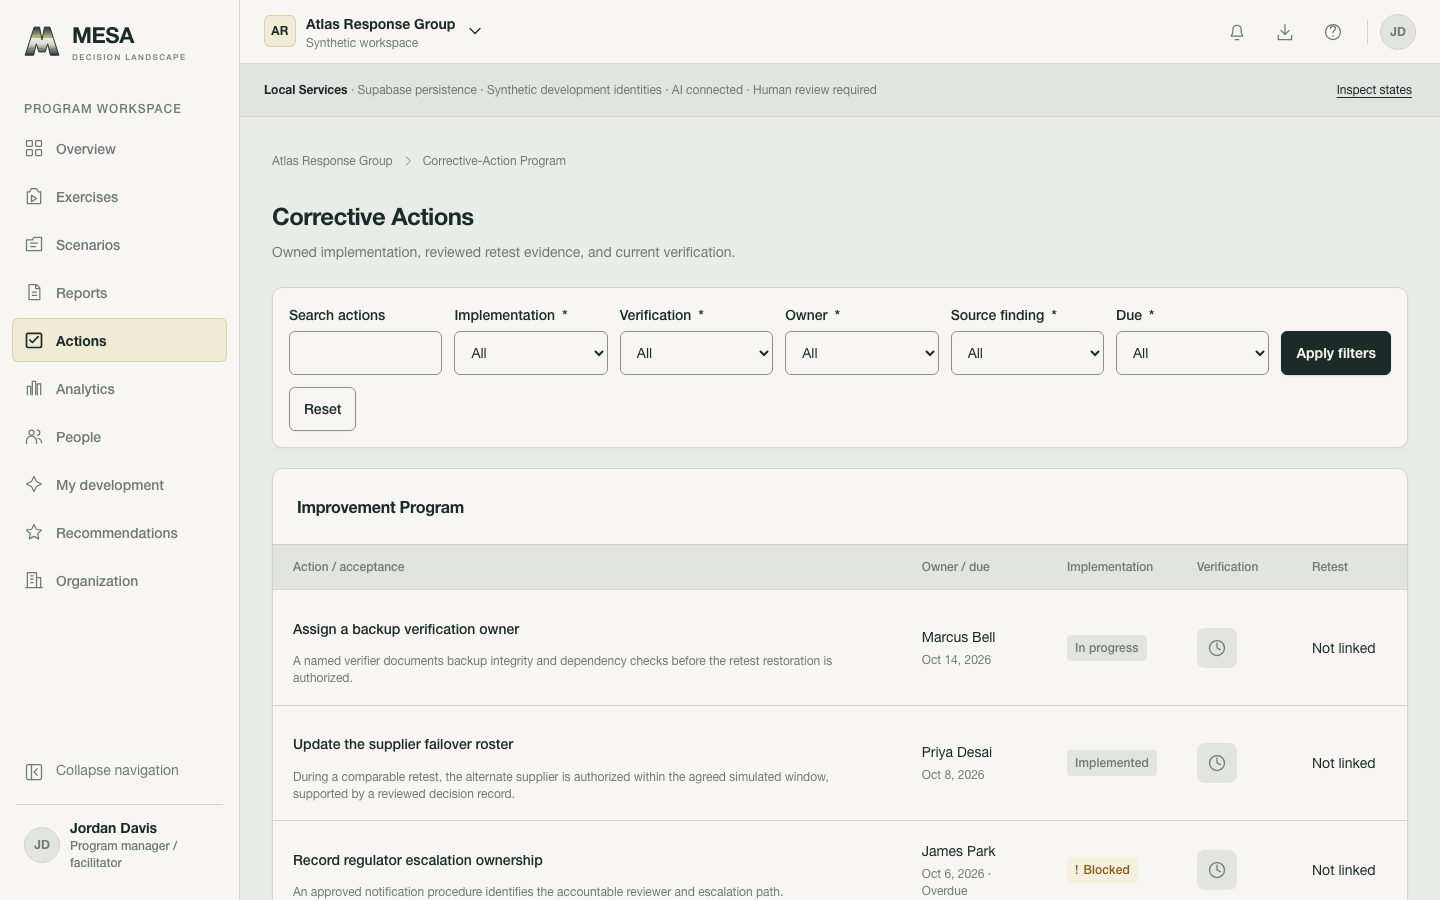 MESA
DECISION LANDSCAPE
PROGRAM WORKSPACE
Overview
Exercises
Scenarios
Reports
Actions
Analytics
People
My development
Recommendations
Organization
Collapse navigation
JD
Jordan Davis
Program manager /
facilitator
AR
Atlas Response Group
Synthetic workspace
JD
Local Services · Supabase persistence · Synthetic development identities · AI connected · Human review required
Inspect states
Atlas Response Group
Corrective-Action Program
Corrective Actions
Owned implementation, reviewed retest evidence, and current verification.
Search actions
Implementation *
Verification *
Owner *
Source finding *
Due *
All
All
All
All
All
Apply filters
Reset
Improvement Program
Action / acceptance
Owner / due
Implementation
Verification
Retest
Assign a backup verification owner
A named verifier documents backup integrity and dependency checks before the retest restoration is
authorized.
Marcus Bell
Oct 14, 2026
In progress
Not linked
Update the supplier failover roster
During a comparable retest, the alternate supplier is authorized within the agreed simulated window,
supported by a reviewed decision record.
Priya Desai
Oct 8, 2026
Implemented
Not linked
Record regulator escalation ownership
An approved notification procedure identifies the accountable reviewer and escalation path.
James Park
Oct 6, 2026 ·
Overdue
! Blocked
Not linked